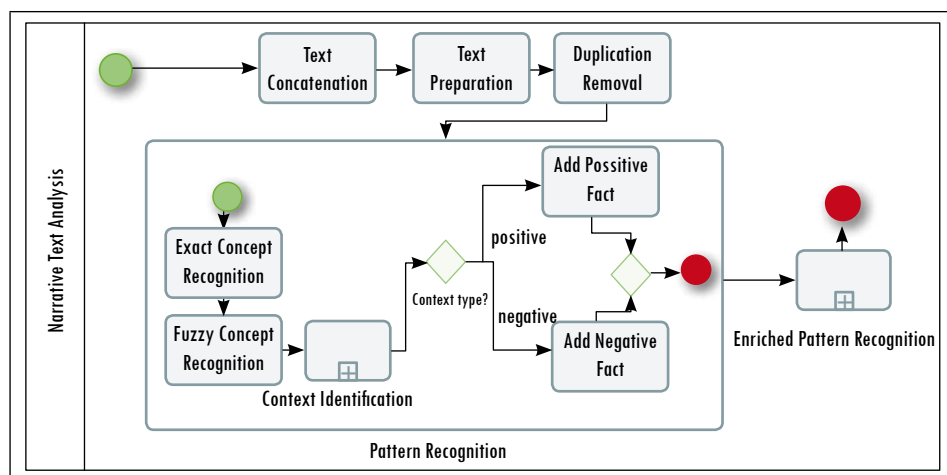 Narrative Text Analysis
Text
Concatenation
Text
Preparation
Duplication
Removal
Exact Concept
Recognition
Fuzzy Concept
Recognition
Context Identification
Context type?
positive
negative
Add Possitive
Fact
Add Negative
Fact
Pattern Recognition
Enriched Pattern Recognition